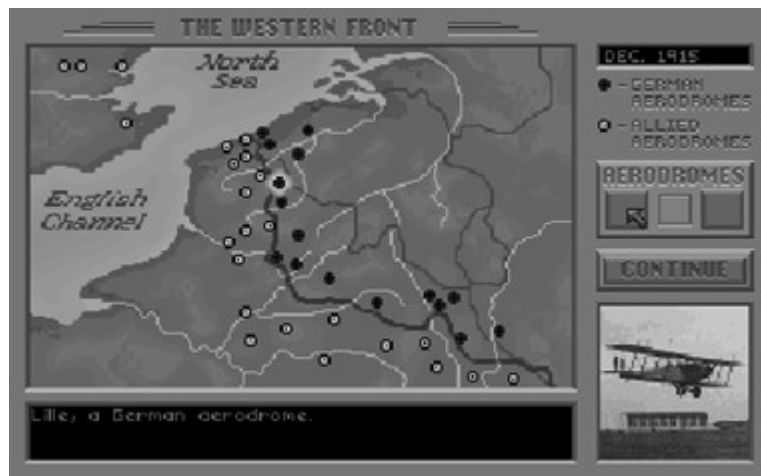 THE WESTERN FRONT
North
Sea
English
Channel
DEC. 1915
- GERMAN
AERODROMES
- ALLIED
AERODROMES
AERODROMES
CONTINUE
Lille, a German aerodrome.